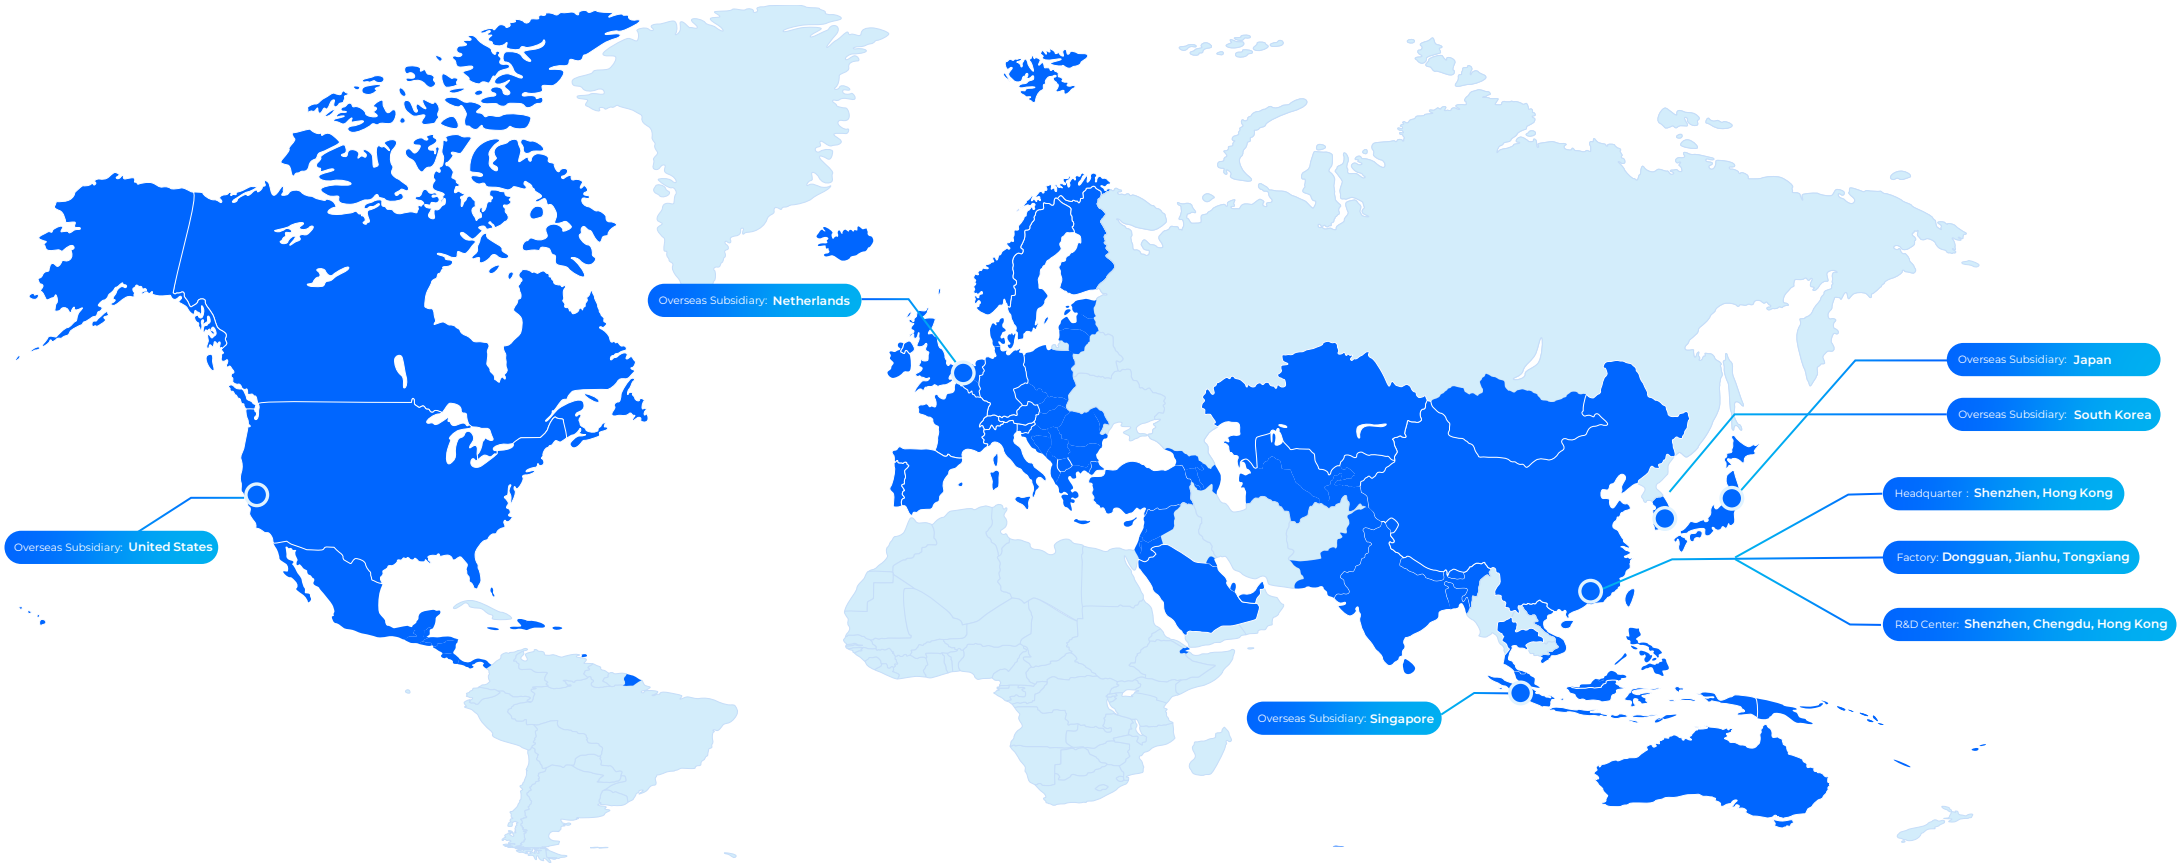 Overseas Subsidiary: Netherlands
Overseas Subsidiary: Japan
Overseas Subsidiary: South Korea
Headquarter : Shenzhen, Hong Kong
Overseas Subsidiary: United States
Factory: Dongguan, Jianhu, Tongxiang
R&D Center: Shenzhen, Chengdu, Hong Kong
Overseas Subsidiary: Singapore